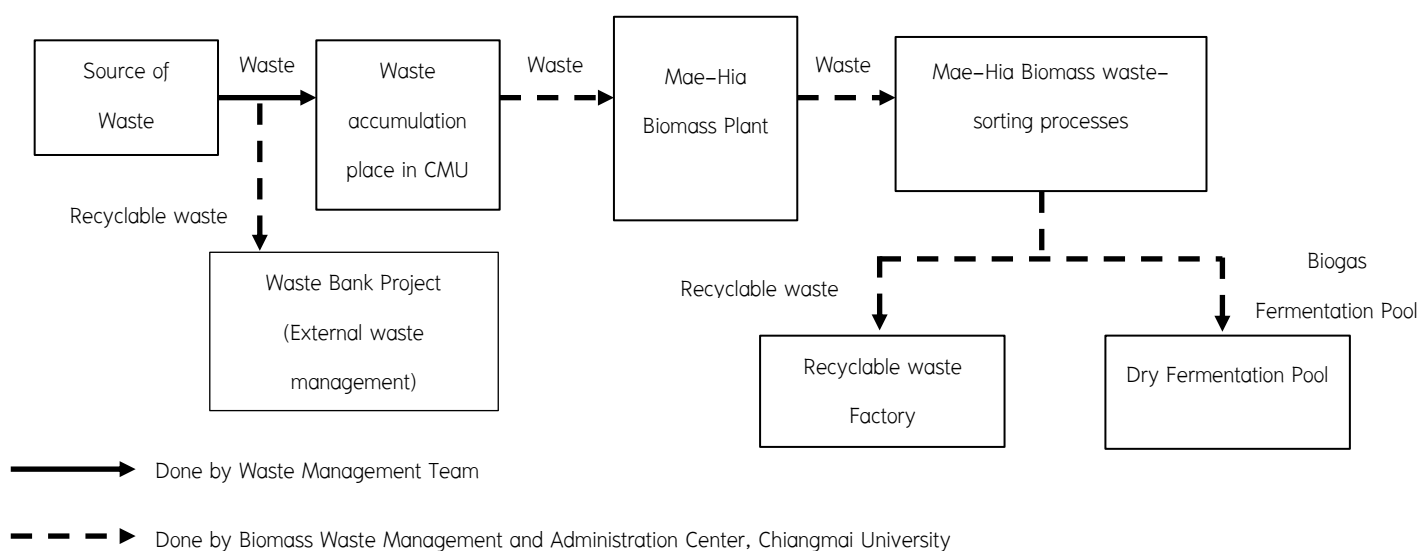 Source of
Waste
Waste
Waste
accumulation
place in CMU
Waste
Mae-Hia
Biomass Plant
Waste
Mae-Hia Biomass waste-
sorting processes
Recyclable waste
Waste Bank Project
(External waste
management)
Recyclable waste
Biogas
Fermentation Pool
Recyclable waste
Factory
Dry Fermentation Pool
Done by Waste Management Team
Done by Biomass Waste Management and Administration Center, Chiangmai University